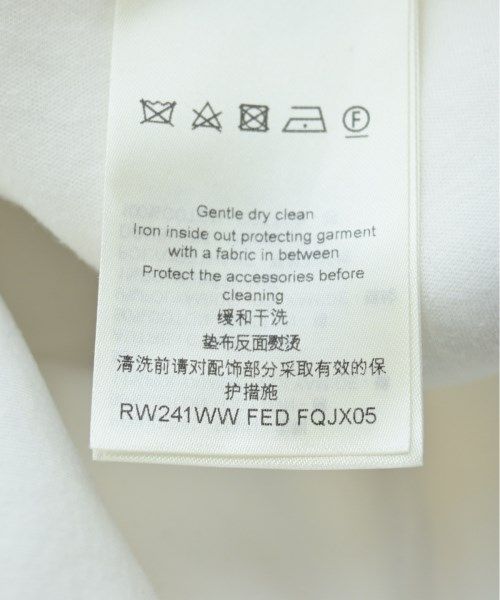 F
Gentle dry clean
Iron inside out protecting garment
with a fabric in between
Protect the accessories before
cleaning
缓和干洗
垫布反面熨烫
清洗前请对配饰部分采取有效的保
护措施
RW241WW FED FQJX05